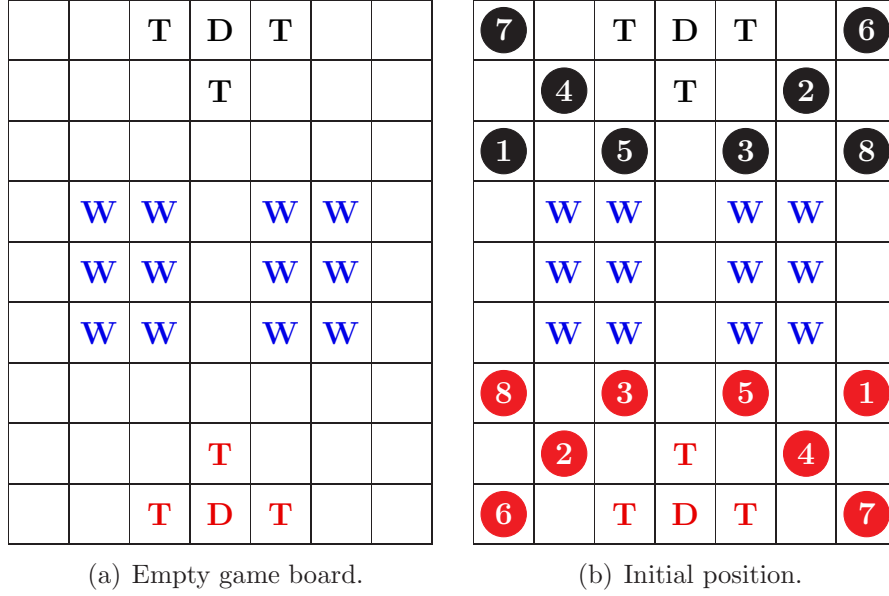 T D T 7 T D T 6
T 4 T 2
1 5 3 8
W W W W W W W W
W W W W W W W W
W W W W W W W W
8 3 5 1
T 2 T 4
T D T 6 T D T 7
(a) Empty game board. (b) Initial position.